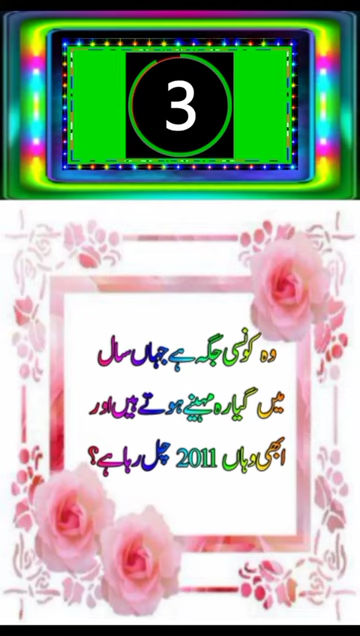 3
وہ کونسی جگہ ہے جہاں سال
میں گیارہ مہینے ہوتے ہیں اور
ابھی وہاں 2011 چل رہا ہے؟